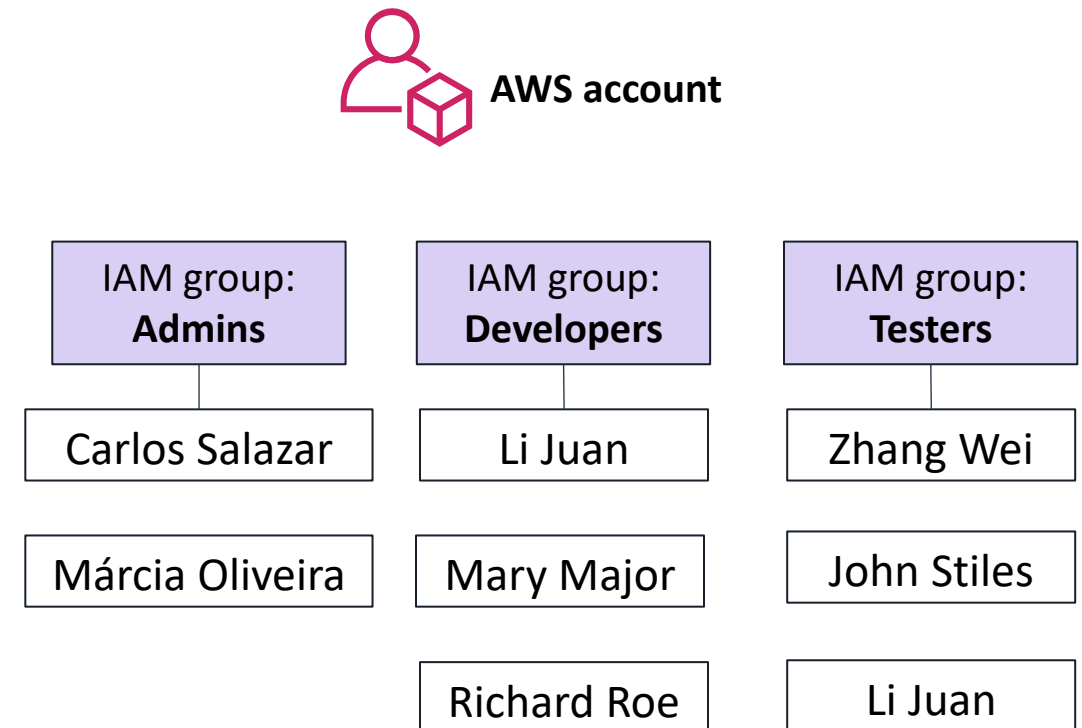 AWS account
IAM group:
Admins
Carlos Salazar
Márcia Oliveira
IAM group:
Developers
Li Juan
Mary Major
Richard Roe
IAM group:
Testers
Zhang Wei
John Stiles
Li Juan